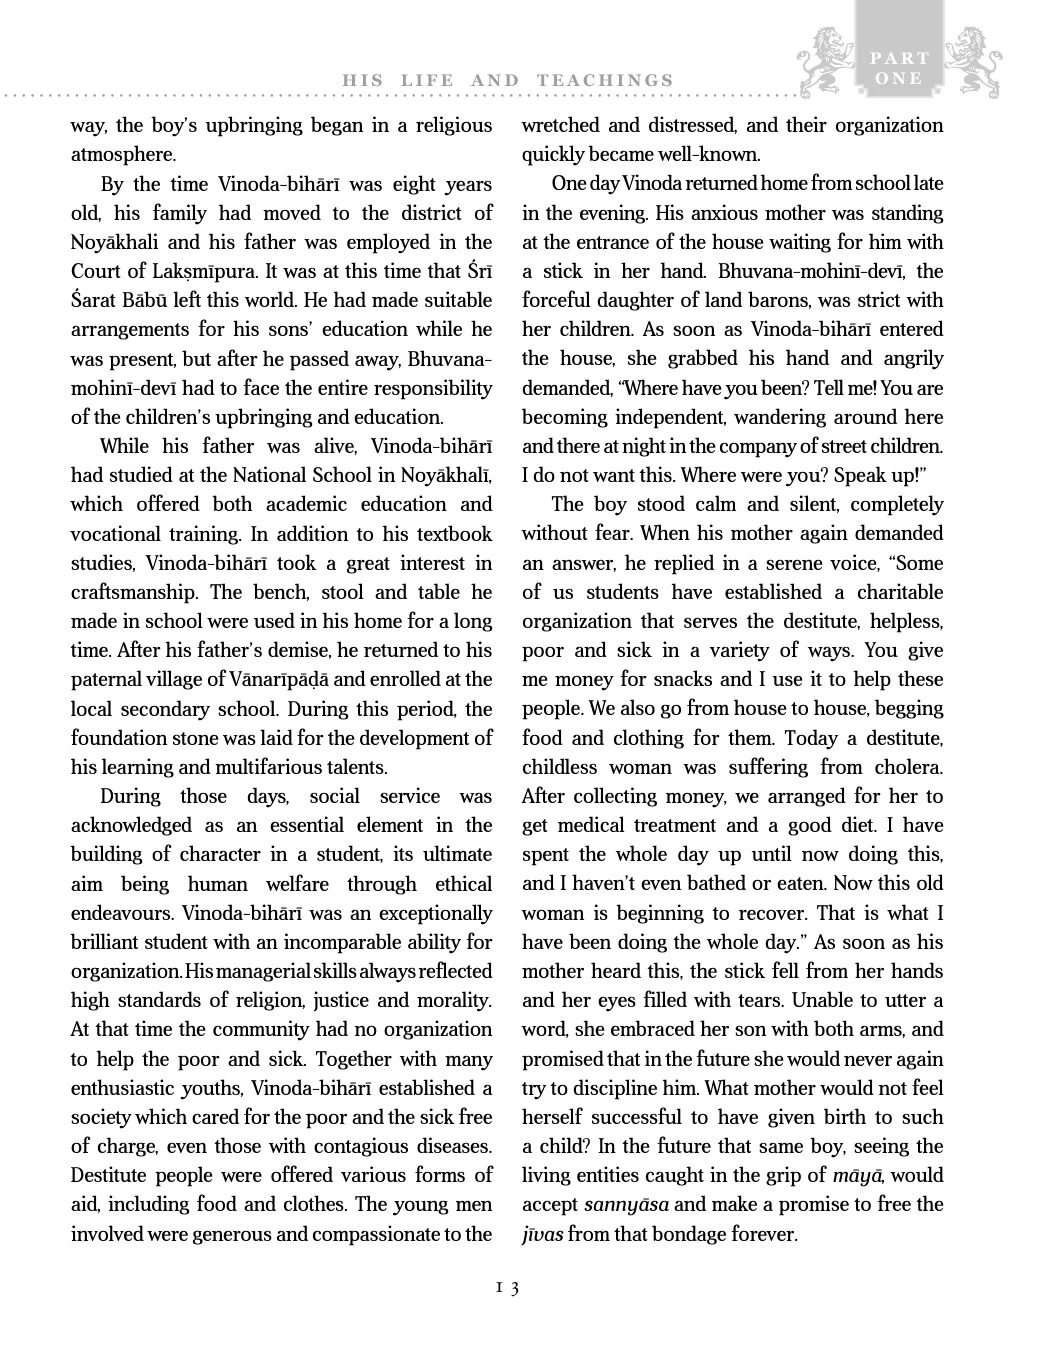 HIS LIFE AND TEACHINGS
PART
ONE
way, the boy’s upbringing began in a religious
atmosphere.
By the time Vinoda-bihārī was eight years
old, his family had moved to the district of
Noyākhali and his father was employed in the
Court of Lakṣmīpura. It was at this time that Śrī
Śarat Bābū left this world. He had made suitable
arrangements for his sons’ education while he
was present, but after he passed away, Bhuvana-
mohinī-devī had to face the entire responsibility
of the children’s upbringing and education.
While his father was alive, Vinoda-bihārī
had studied at the National School in Noyākhalī,
which offered both academic education and
vocational training. In addition to his textbook
studies, Vinoda-bihārī took a great interest in
craftsmanship. The bench, stool and table he
made in school were used in his home for a long
time. After his father’s demise, he returned to his
paternal village of Vānarīpāḍā and enrolled at the
local secondary school. During this period, the
foundation stone was laid for the development of
his learning and multifarious talents.
During those days, social service was
acknowledged as an essential element in the
building of character in a student, its ultimate
aim being human welfare through ethical
endeavours. Vinoda-bihārī was an exceptionally
brilliant student with an incomparable ability for
organization. His managerial skills always reflected
high standards of religion, justice and morality.
At that time the community had no organization
to help the poor and sick. Together with many
enthusiastic youths, Vinoda-bihārī established a
society which cared for the poor and the sick free
of charge, even those with contagious diseases.
Destitute people were offered various forms of
aid, including food and clothes. The young men
involved were generous and compassionate to the
wretched and distressed, and their organization
quickly became well-known.
One day Vinoda returned home from school late
in the evening. His anxious mother was standing
at the entrance of the house waiting for him with
a stick in her hand. Bhuvana-mohinī-devī, the
forceful daughter of land barons, was strict with
her children. As soon as Vinoda-bihārī entered
the house, she grabbed his hand and angrily
demanded, “Where have you been? Tell me! You are
becoming independent, wandering around here
and there at night in the company of street children.
I do not want this. Where were you? Speak up!”
The boy stood calm and silent, completely
without fear. When his mother again demanded
an answer, he replied in a serene voice, “Some
of us students have established a charitable
organization that serves the destitute, helpless,
poor and sick in a variety of ways. You give
me money for snacks and I use it to help these
people. We also go from house to house, begging
food and clothing for them. Today a destitute,
childless woman was suffering from cholera.
After collecting money, we arranged for her to
get medical treatment and a good diet. I have
spent the whole day up until now doing this,
and I haven’t even bathed or eaten. Now this old
woman is beginning to recover. That is what I
have been doing the whole day.” As soon as his
mother heard this, the stick fell from her hands
and her eyes filled with tears. Unable to utter a
word, she embraced her son with both arms, and
promised that in the future she would never again
try to discipline him. What mother would not feel
herself successful to have given birth to such
a child? In the future that same boy, seeing the
living entities caught in the grip of māyā, would
accept sannyāsa and make a promise to free the
jīvas from that bondage forever.
13